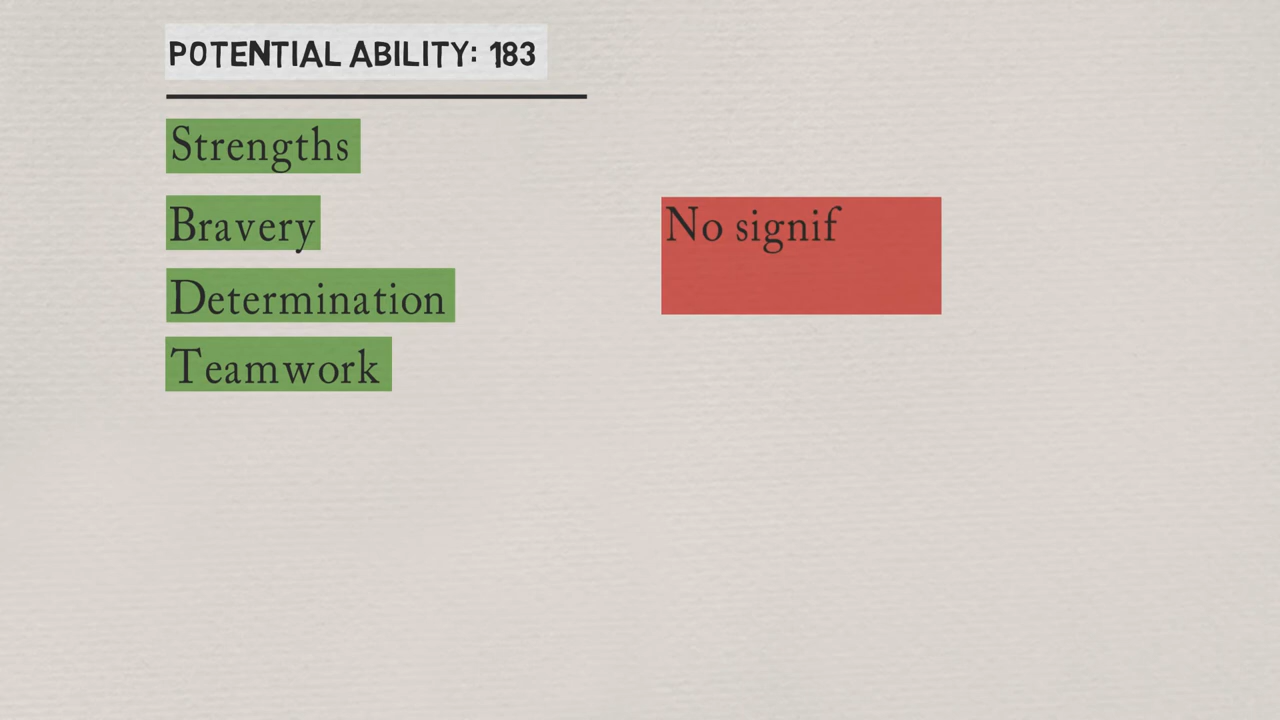 POTENTIAL ABILITY: 183
Strengths
Bravery
Determination
Teamwork
No signif